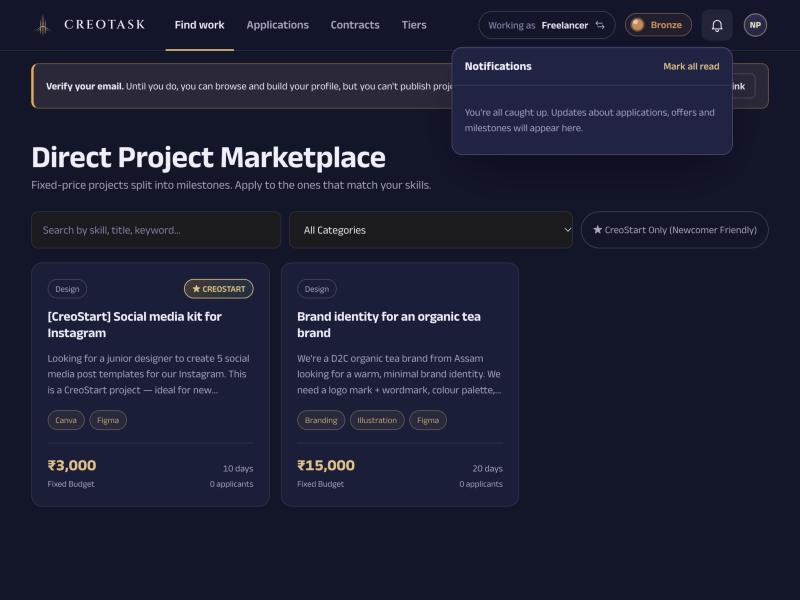 CREOTASK
Find work
Applications
Contracts
Tiers
Working as Freelancer
Bronze
NP
Verify your email. Until you do, you can browse and build your profile, but you can't publish
Notifications
Mark all read
You're all caught up. Updates about applications, offers and
milestones will appear here.
Direct Project Marketplace
Fixed-price projects split into milestones. Apply to the ones that match your skills.
Search by skill, title, keyword...
All Categories
★ CreoStart Only (Newcomer Friendly)
Design
★ CREOSTART
[CreoStart] Social media kit for
Instagram
Looking for a junior designer to create 5 social
media post templates for our Instagram. This
is a CreoStart project — ideal for new...
Canva
Figma
₹3,000
10 days
Fixed Budget
0 applicants
Design
Brand identity for an organic tea
brand
We're a D2C organic tea brand from Assam
looking for a warm, minimal brand identity. We
need a logo mark + wordmark, colour palette,...
Branding
Illustration
Figma
₹15,000
20 days
Fixed Budget
0 applicants